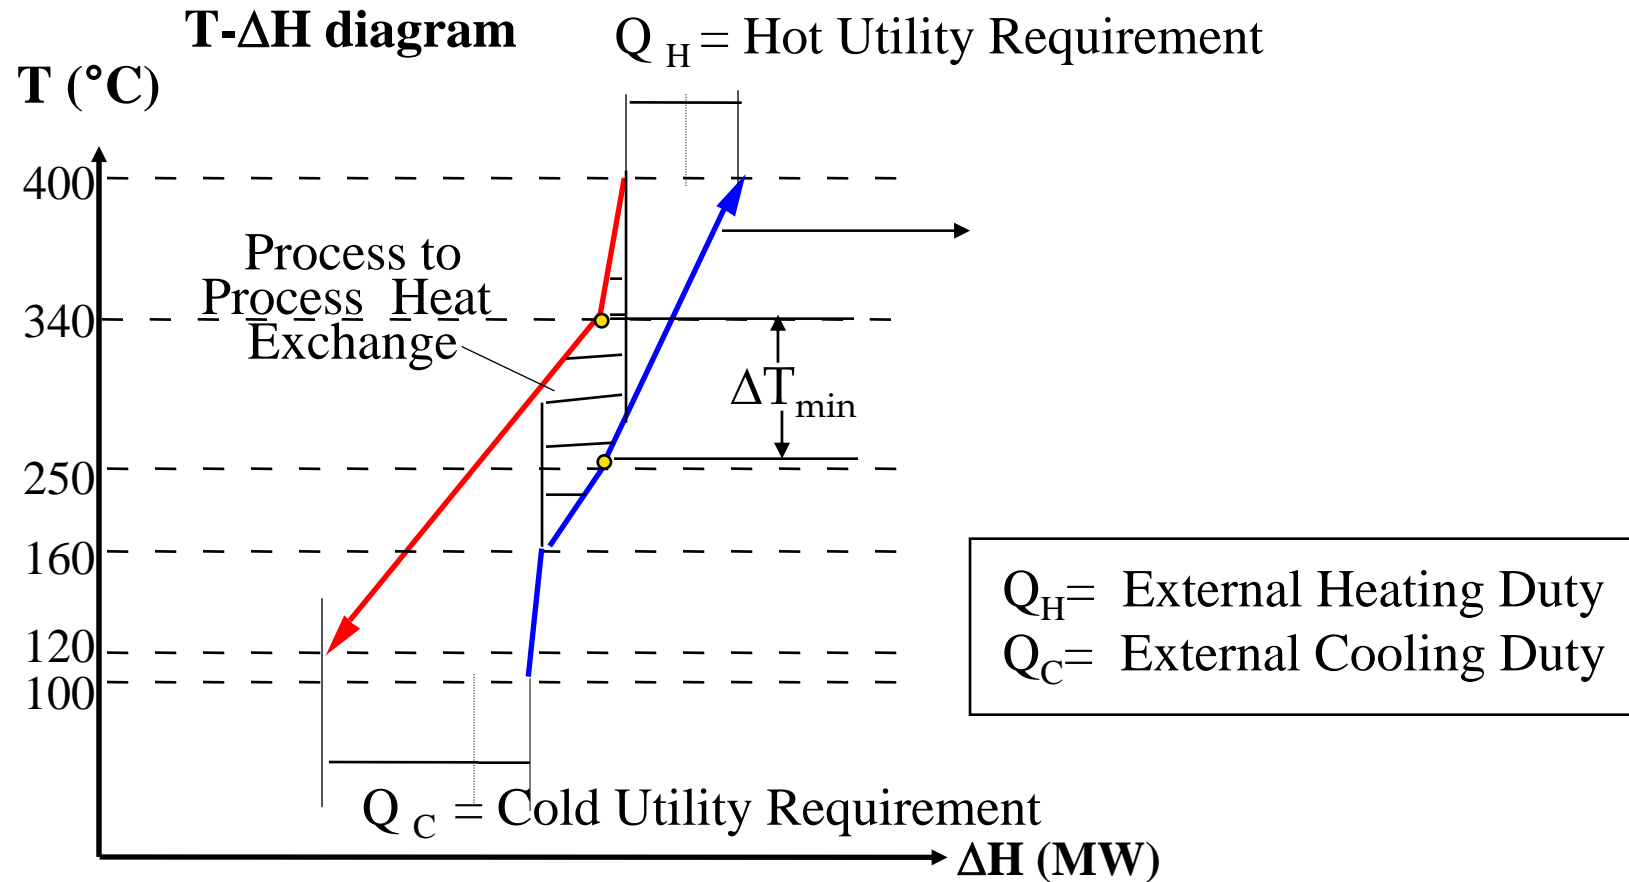 T-ΔH diagram
Q H = Hot Utility Requirement
T (°C)
400
Process to
Process Heat
Exchange
340
ΔTmin
250
160
120
100
QH= External Heating Duty
QC= External Cooling Duty
Q C = Cold Utility Requirement
ΔH (MW)